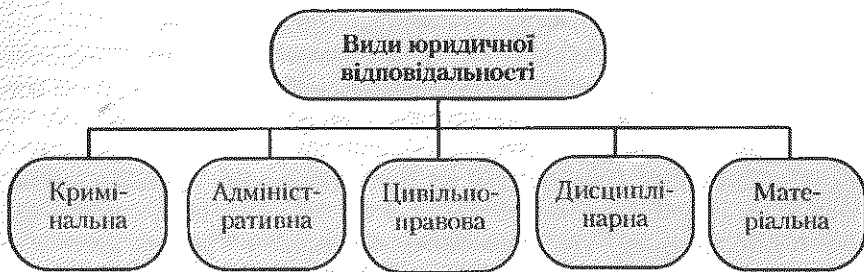 Види юридичної
відповідальності
Кримі-
нальна
Адмініст-
ративна
Цивільно-
правова
Дисциплі-
нарна
Мате-
ріальна